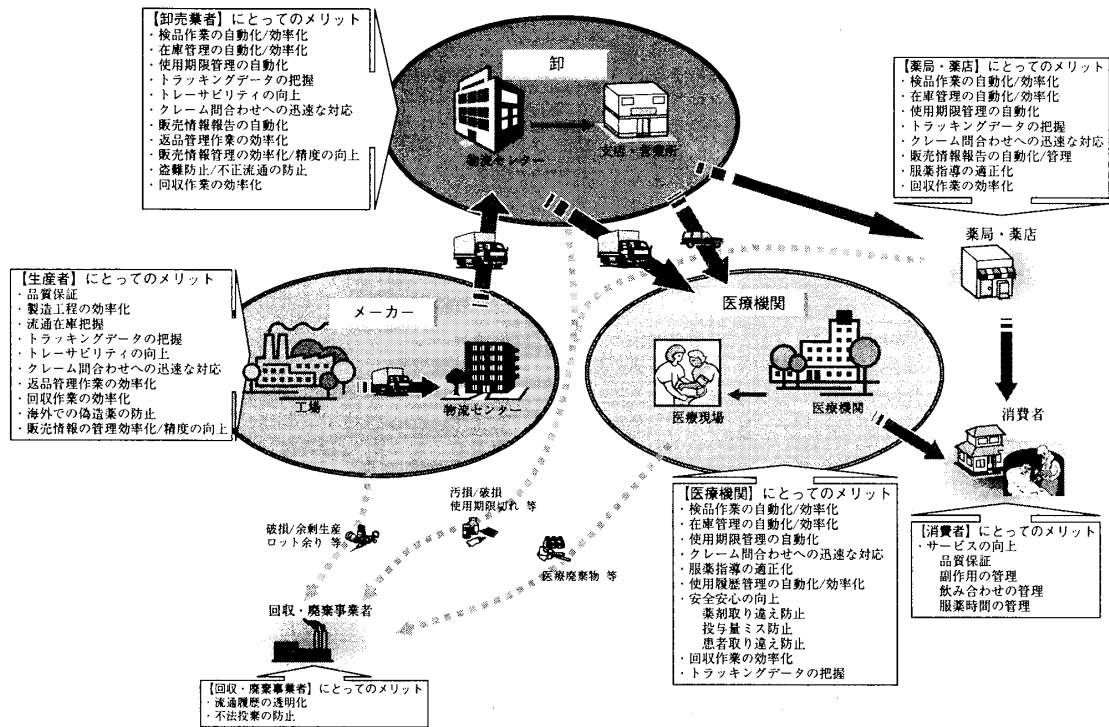 【卸売業者】にとってのメリット
・検品作業の自動化/効率化
・在庫管理の自動化/効率化
・使用期限管理の自動化
・トラッキングデータの把握
・トレーサビリティの向上
・クレーム問合わせへの迅速な対応
・販売情報報告の自動化
・返品管理作業の効率化
・販売情報管理の効率化/精度の向上
・盗難防止/不正流通の防止
・回収作業の効率化
卸
物流センター
支店・営業所
【薬局・薬店】にとってのメリット
・検品作業の自動化/効率化
・在庫管理の自動化/効率化
・使用期限管理の自動化
・トラッキングデータの把握
・クレーム問合わせへの迅速な対応
・販売情報報告の自動化/管理
・服薬指導の適正化
・回収作業の効率化
薬局・薬店
【生産者】にとってのメリット
・品質保証
・製造工程の効率化
・流通在庫把握
・トラッキングデータの把握
・トレーサビリティの向上
・クレーム問合わせへの迅速な対応
・返品管理作業の効率化
・回収作業の効率化
・海外での偽造薬の防止
・販売情報の管理効率化/精度の向上
メーカー
工場
物流センター
医療機関
医療現場
医療機関
消費者
破損/余剰生産
ロット余り 等
汚損/破損
使用期限切れ 等
医療廃棄物 等
【医療機関】にとってのメリット
・検品作業の自動化/効率化
・在庫管理の自動化/効率化
・使用期限管理の自動化
・クレーム問合わせへの迅速な対応
・服薬指導の適正化
・使用履歴管理の自動化/効率化
・安全安心の向上
薬剤取り違え防止
投与量ミス防止
患者取り違え防止
・回収作業の効率化
・トラッキングデータの把握
【消費者】にとってのメリット
・サービスの向上
品質保証
副作用の管理
飲み合わせの管理
服薬時間の管理
回収・廃棄事業者
【回収・廃棄事業者】にとってのメリット
・流通履歴の透明化
・不法投棄の防止